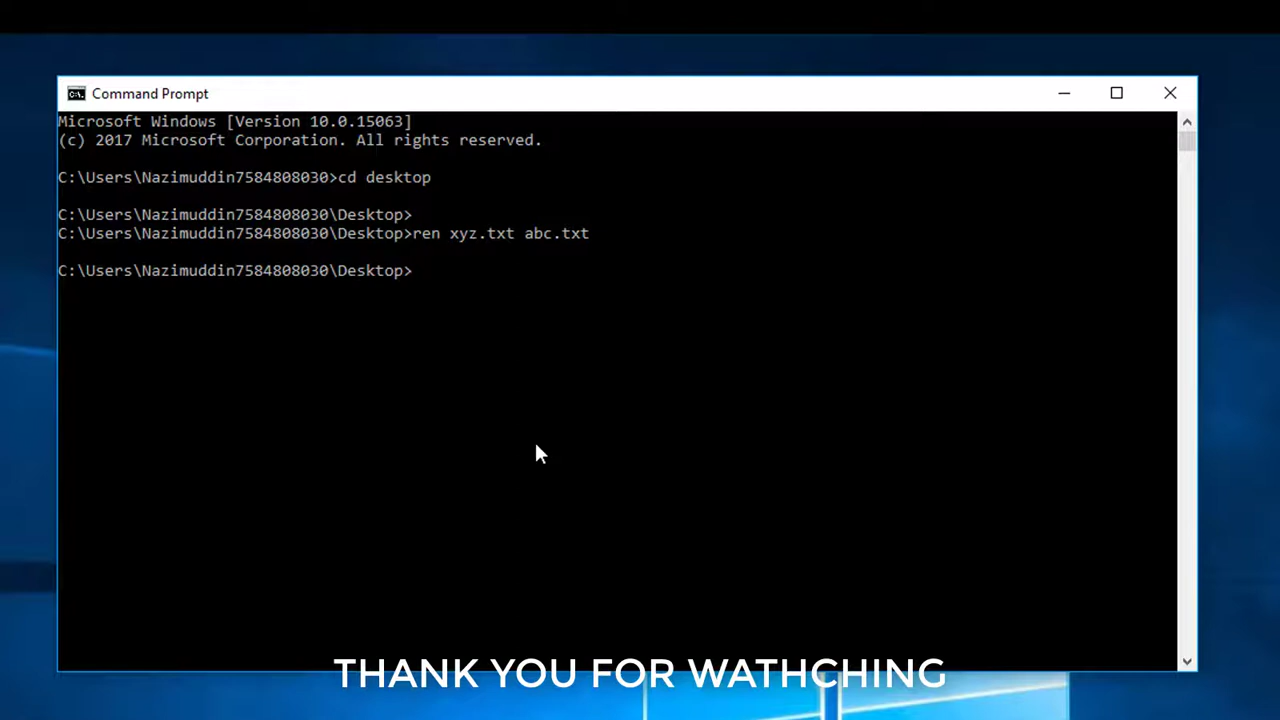 Command Prompt
Microsoft Windows [Version 10.0.15063]
(c) 2017 Microsoft Corporation. All rights reserved.
C:\Users\Nazimuddin7584808030>cd desktop
C:\Users\Nazimuddin7584808030\Desktop>
C:\Users\Nazimuddin7584808030\Desktop>ren xyz.txt abc.txt
C:\Users\Nazimuddin7584808030\Desktop>
THANK YOU FOR WATHCHING